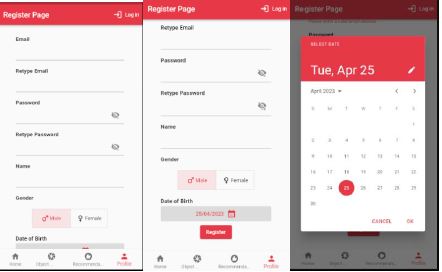 Register Page
Log In
Email
Retype Email
Password
Retype Password
Name
Gender
Male
Female
Date of Birth
Home
Object ...
Recommenda...
Profile
Register Page
Log In
Retype Email
Password
Retype Password
Name
Gender
Male
Female
Date of Birth
25/04/2023
Register
Home
Object ...
Recommenda...
Profile
Register Page
Log In
Password
SELECT DATE
Tue, Apr 25
April 2023
S M T W T F S
1
2 3 4 5 6 7 8
9 10 11 12 13 14 15
16 17 18 19 20 21 22
23 24 25 26 27 28 29
30
CANCEL OK
Home
Object ...
Recommenda...
Profile